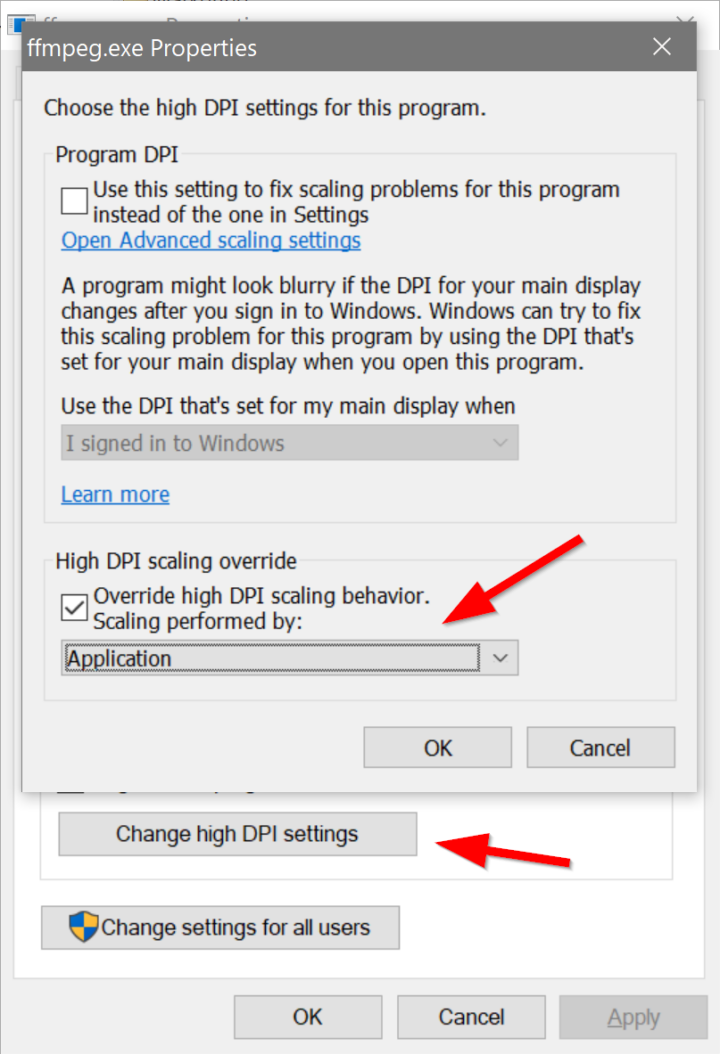 ffmpeg.exe Properties
Choose the high DPI settings for this program.
Program DPI
Use this setting to fix scaling problems for this program
instead of the one in Settings
Open Advanced scaling settings
A program might look blurry if the DPI for your main display
changes after you sign in to Windows. Windows can try to fix
this scaling problem for this program by using the DPI that's
set for your main display when you open this program.
Use the DPI that's set for my main display when
I signed in to Windows
Learn more
High DPI scaling override
Override high DPI scaling behavior.
Scaling performed by:
Application
OK Cancel
Change high DPI settings
Change settings for all users
OK Cancel Apply